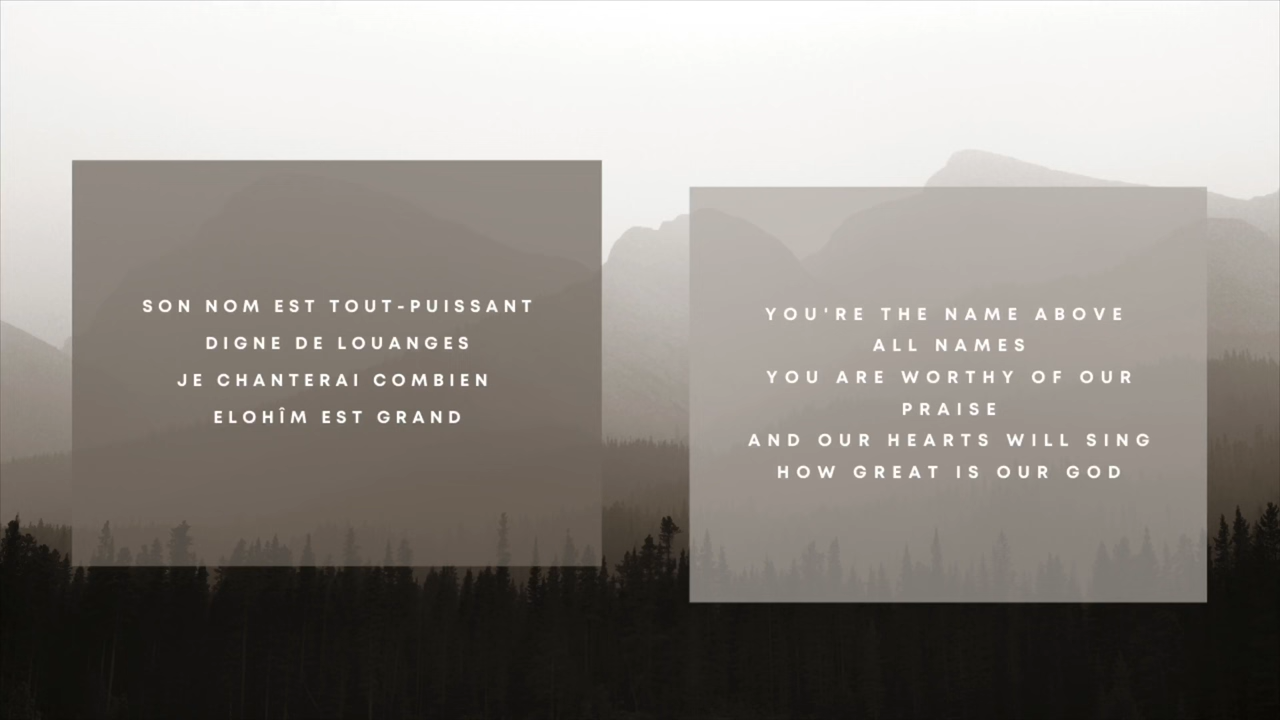 SON NOM EST TOUT-PUISSANT
DIGNE DE LOUANGES
JE CHANTERAI COMBIEN
ELOHÎM EST GRAND
YOU'RE THE NAME ABOVE
ALL NAMES
YOU ARE WORTHY OF OUR
PRAISE
AND OUR HEARTS WILL SING
HOW GREAT IS OUR GOD